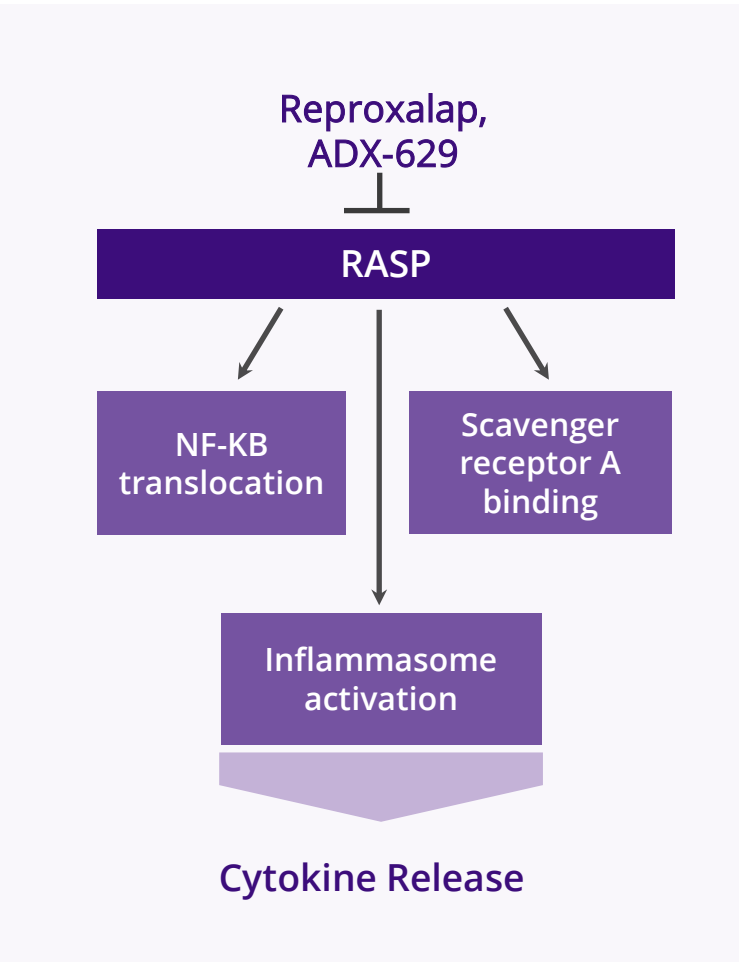 Reproxalap,
ADX-629
RASP
NF-KB
translocation
Scavenger
receptor A
binding
Inflammasome
activation
Cytokine Release